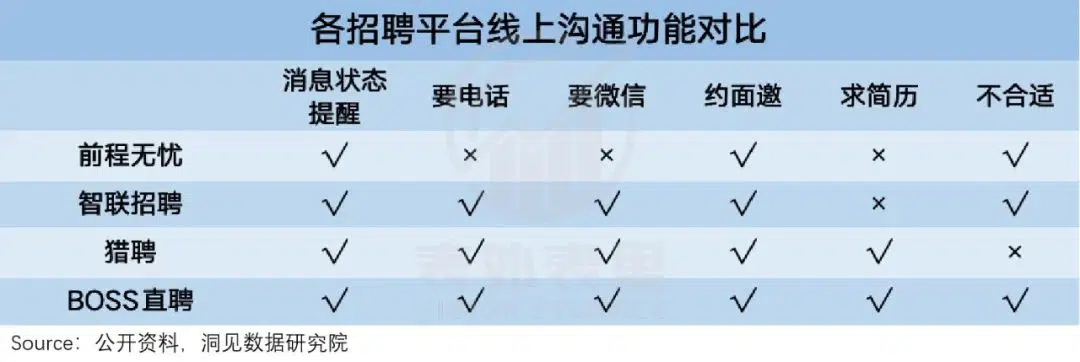 各招聘平台线上沟通功能对比
消息状态提醒 要电话 要微信 约面邀 求简历 不合适
前程无忧 √ × × √ × √
智联招聘 √ √ √ √ × √
猎聘 √ √ √ √ √ ×
BOSS直聘 √ √ √ √ √ √
Source：公开资料，洞见数据研究院